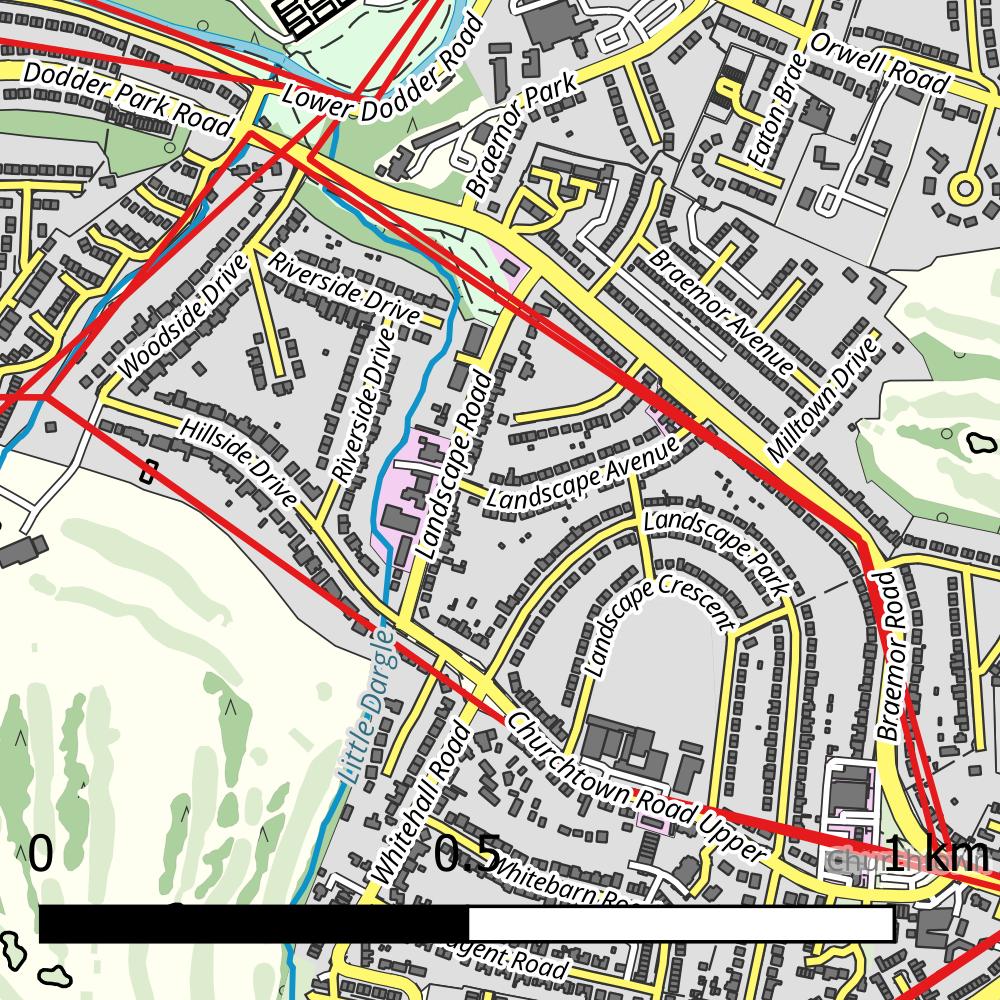 Orwell Road
Dodder Park Road
Lower Dodder Road
Braemor Park
Eaton Brae
Woodside Drive
Riverside Drive
Braemor Avenue
Riverside Drive
Milltown Drive
Hillside Drive
Landscape Road
Landscape Avenue
Landscape Park
Landscape Crescent
Braemor Road
Little Dargle
Whitehall Road
Churchtown Road Upper
Churchtown
0
0.5
1 km
Whitebarn
Road